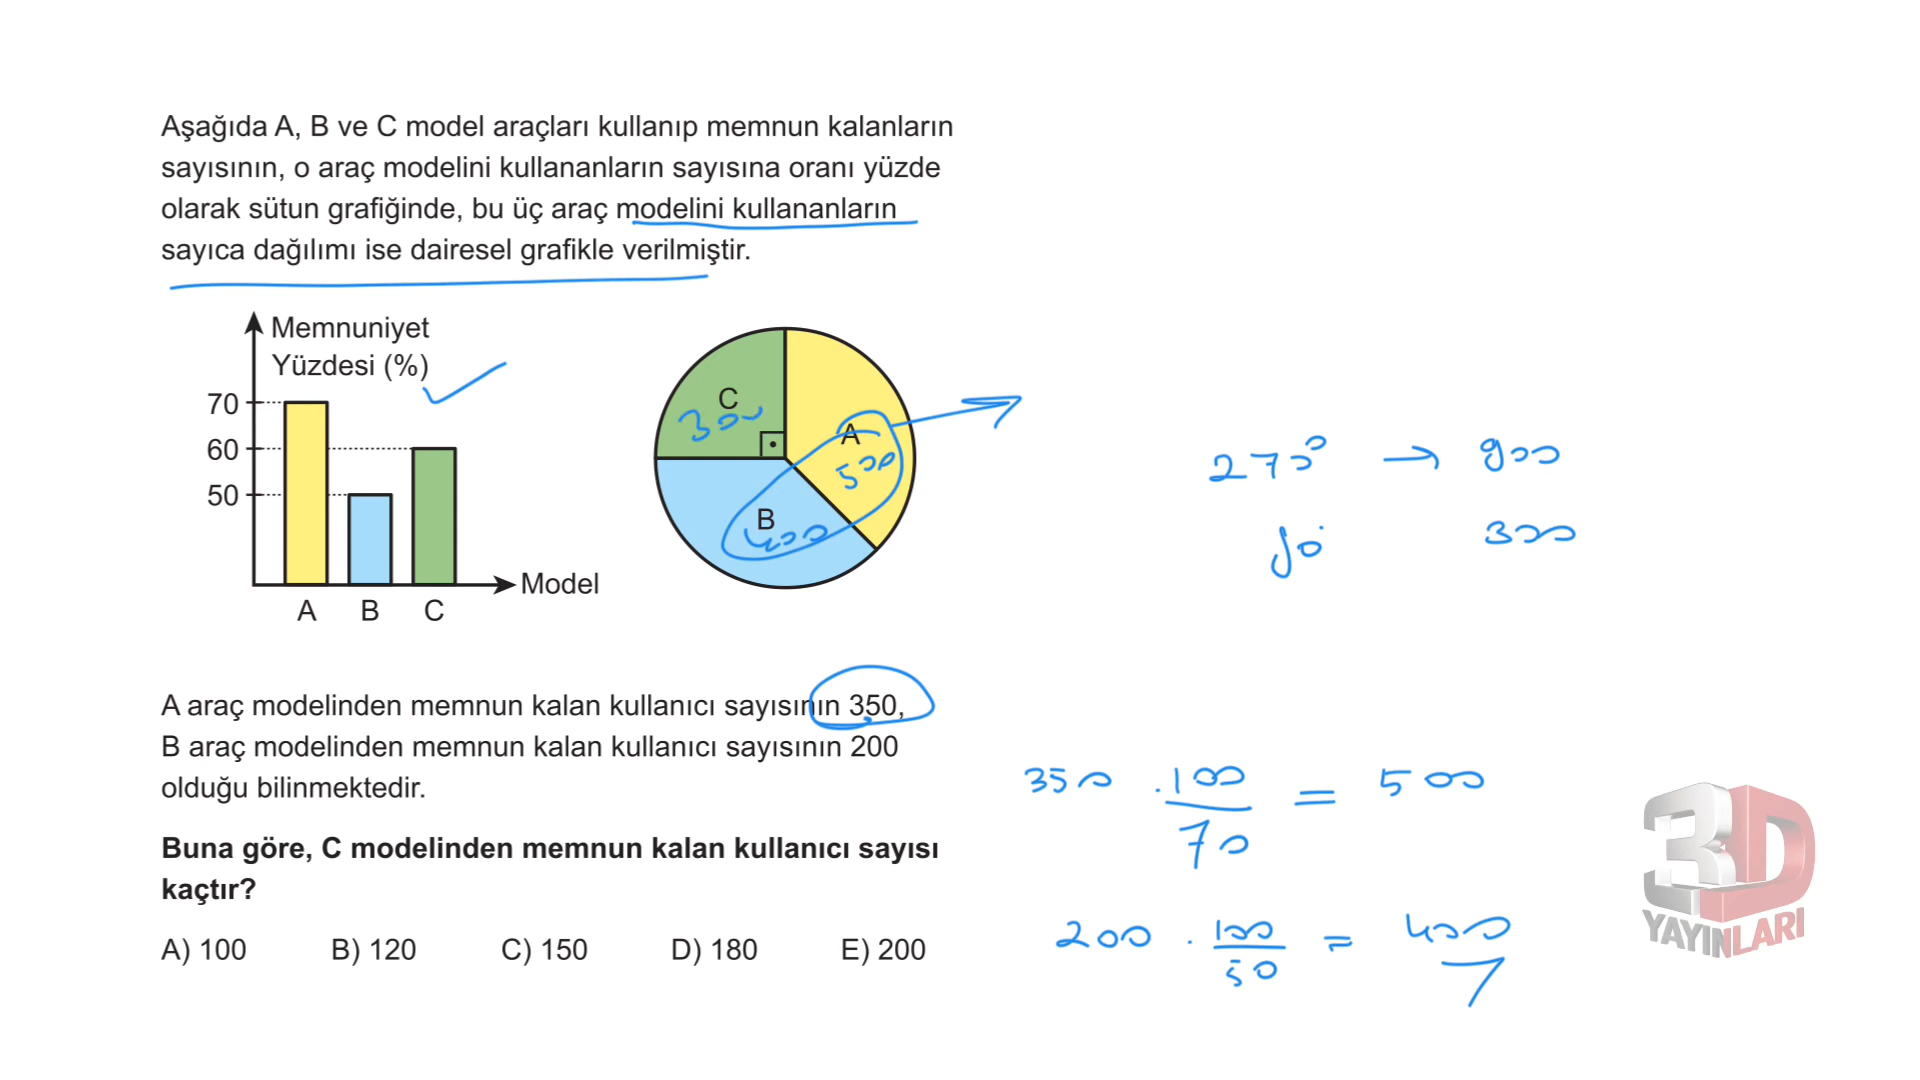 Aşağıda A, B ve C model araçları kullanıp memnun kalanların
sayısının, o araç modelini kullananların sayısına oranı yüzde
olarak sütun grafiğinde, bu üç araç modelini kullananların
sayıca dağılımı ise dairesel grafikle verilmiştir.
Memnuniyet
Yüzdesi (%)
70
60
50
A B C
Model
C
300
A
500
B
400
270° → 900
90° 300
A araç modelinden memnun kalan kullanıcı sayısının 350,
B araç modelinden memnun kalan kullanıcı sayısının 200
olduğu bilinmektedir.
Buna göre, C modelinden memnun kalan kullanıcı sayısı
kaçtır?
A) 100 B) 120 C) 150 D) 180 E) 200
350 . 100/70 = 500
200 . 100/50 = 400
3D
YAYINLARI